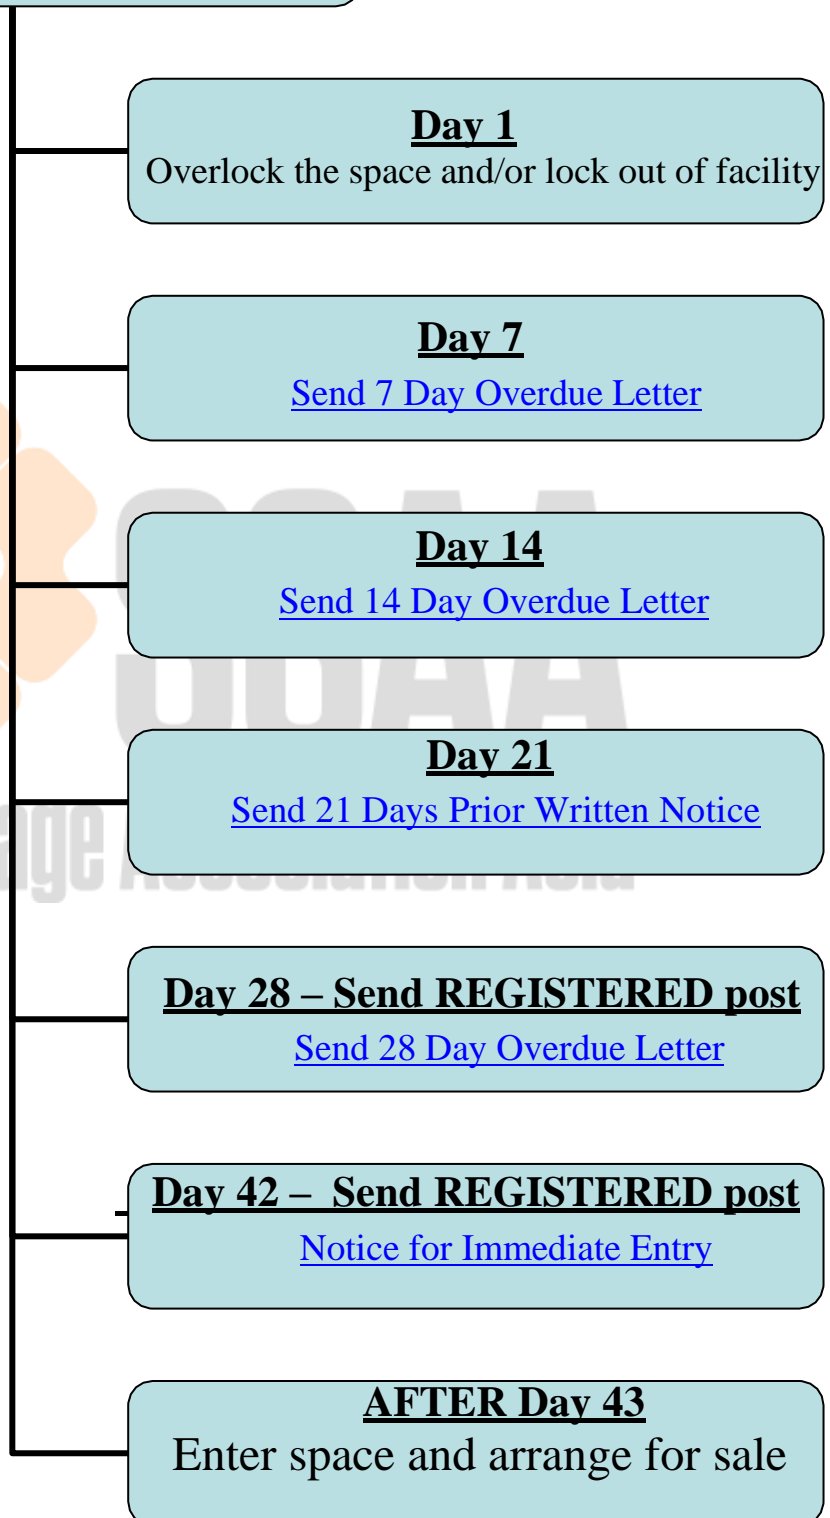 Day 1
Overlock the space and/or lock out of facility
Day 7
Send 7 Day Overdue Letter
Day 14
Send 14 Day Overdue Letter
Day 21
Send 21 Days Prior Written Notice
Day 28 – Send REGISTERED post
Send 28 Day Overdue Letter
Day 42 – Send REGISTERED post
Notice for Immediate Entry
AFTER Day 43
Enter space and arrange for sale